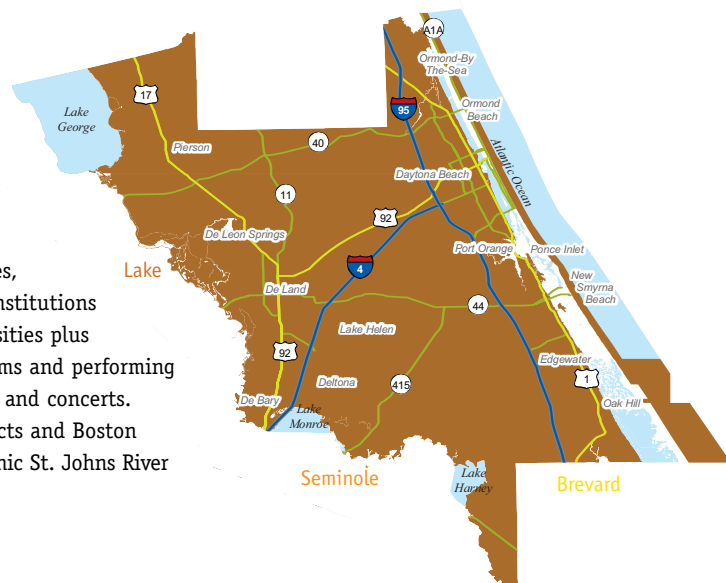 A1A
Ormond-By
The-Sea
17
95
Lake
George
Ormond
Beach
Pierson
40
Atlantic Ocean
Daytona Beach
11
92
De Leon Springs
Port Orange
Ponce Inlet
es,
Lake
4
New
Smyrna
Beach
nstitutions
De Land
44
sities plus
Lake Helen
ms and performing
92
Edgewater
Deltona
415
1
and concerts.
De Bary
Oak Hill
Lake
Monroe
cts and Boston
nic St. Johns River
Seminole
Lake
Harney
Brevard